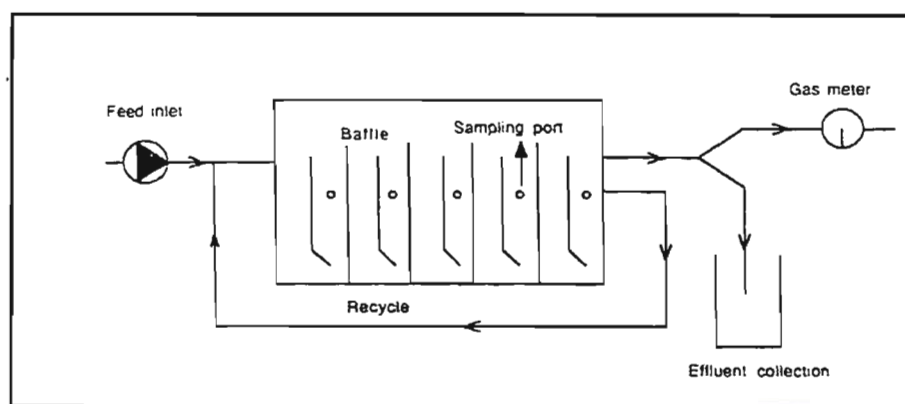 Gas meter
Feed inlet
Baffle
Sampling port
Recycle
Effluent collection